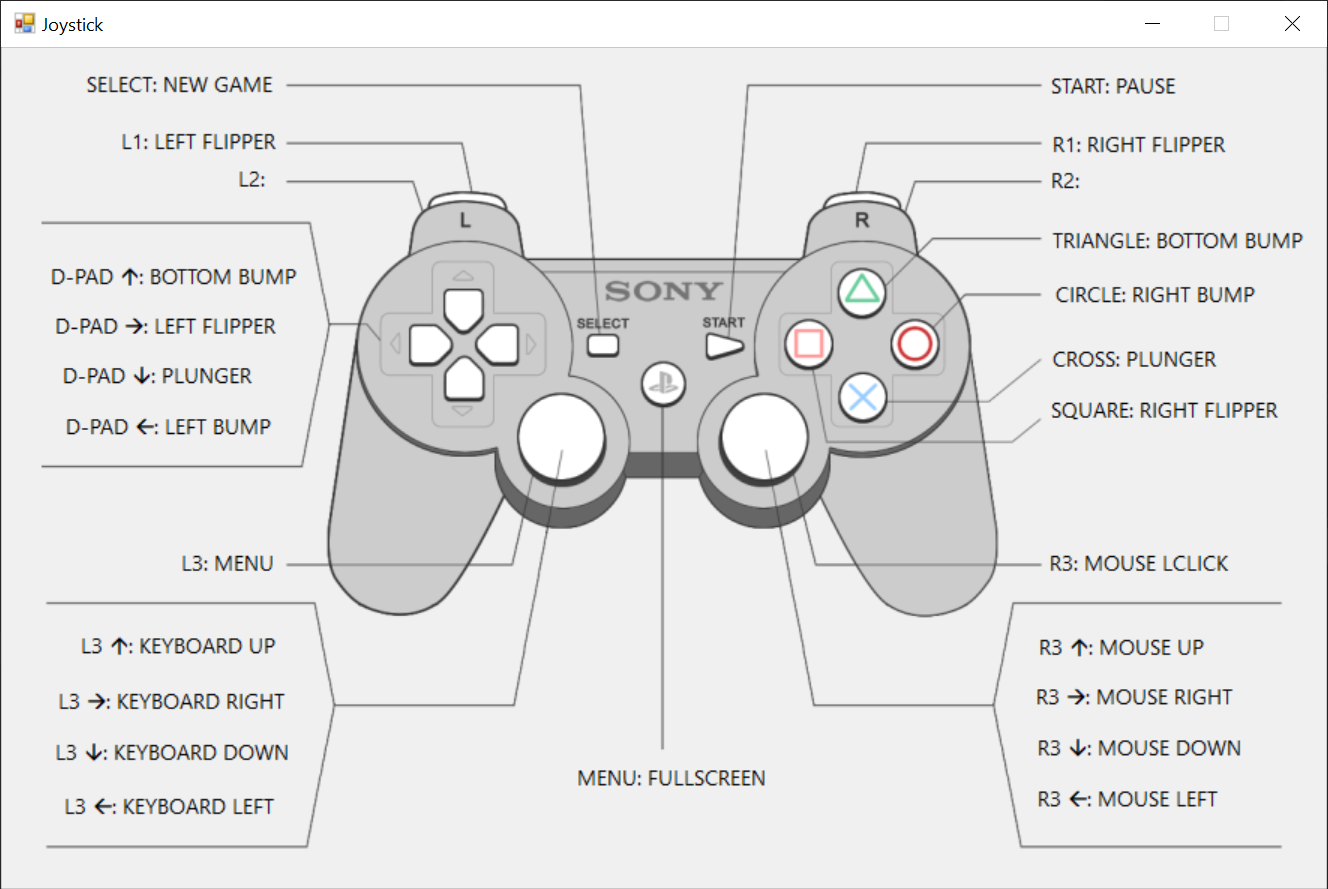 Joystick
SELECT: NEW GAME
START: PAUSE
L1: LEFT FLIPPER
R1: RIGHT FLIPPER
L2:
R2:
L
R
TRIANGLE: BOTTOM BUMP
D-PAD ↑: BOTTOM BUMP
SONY
CIRCLE: RIGHT BUMP
D-PAD →: LEFT FLIPPER
SELECT
START
CROSS: PLUNGER
D-PAD ↓: PLUNGER
SQUARE: RIGHT FLIPPER
D-PAD ←: LEFT BUMP
L3: MENU
R3: MOUSE LCLICK
L3 ↑: KEYBOARD UP
R3 ↑: MOUSE UP
L3 →: KEYBOARD RIGHT
R3 →: MOUSE RIGHT
L3 ↓: KEYBOARD DOWN
R3 ↓: MOUSE DOWN
MENU: FULLSCREEN
L3 ←: KEYBOARD LEFT
R3 ←: MOUSE LEFT